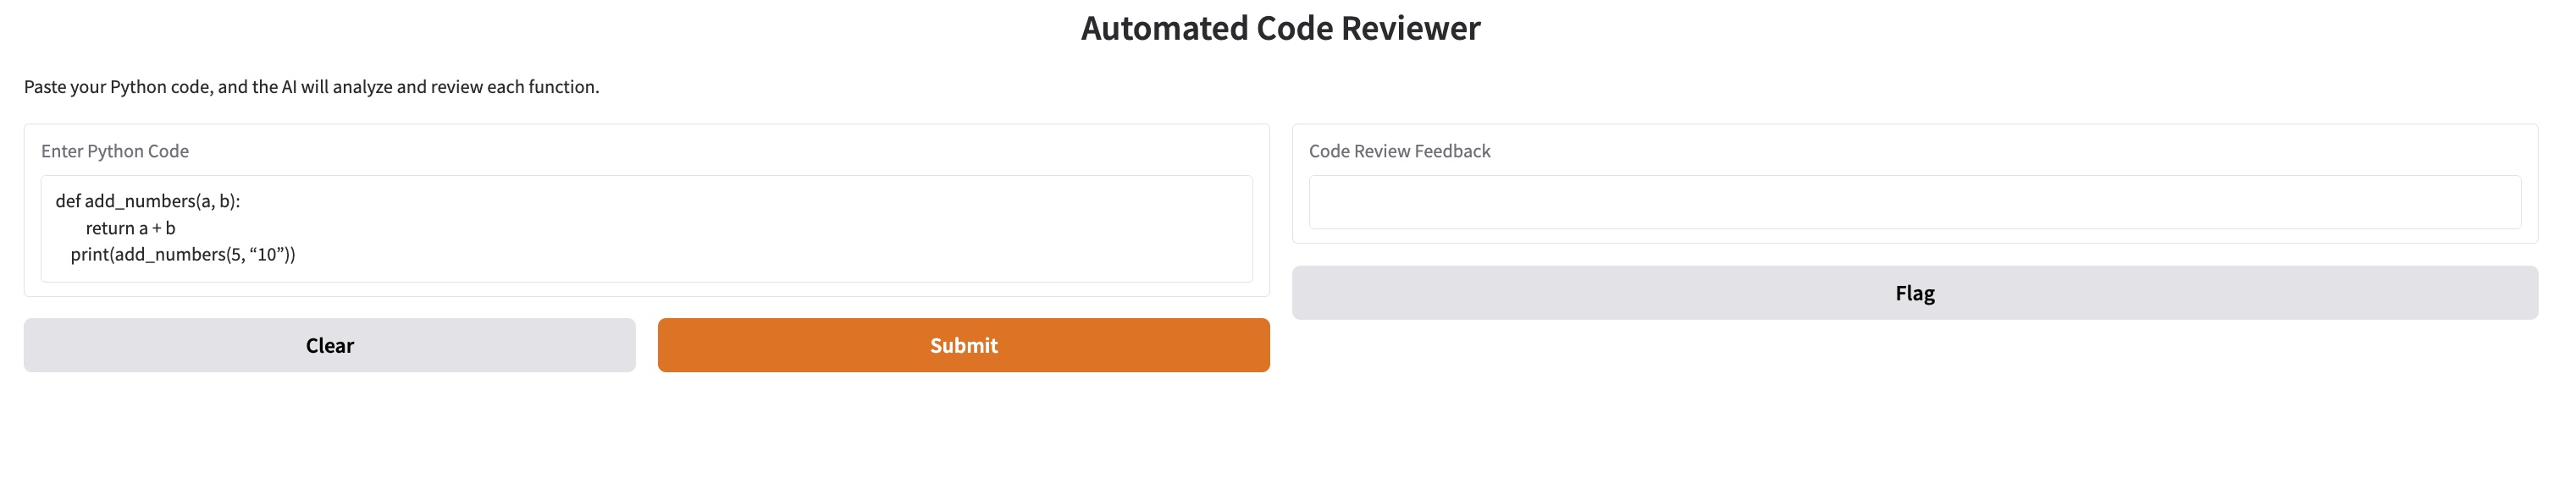 Automated Code Reviewer
Paste your Python code, and the AI will analyze and review each function.
Enter Python Code
def add_numbers(a, b):
return a + b
print(add_numbers(5, “10”))
Clear
Submit
Code Review Feedback
Flag